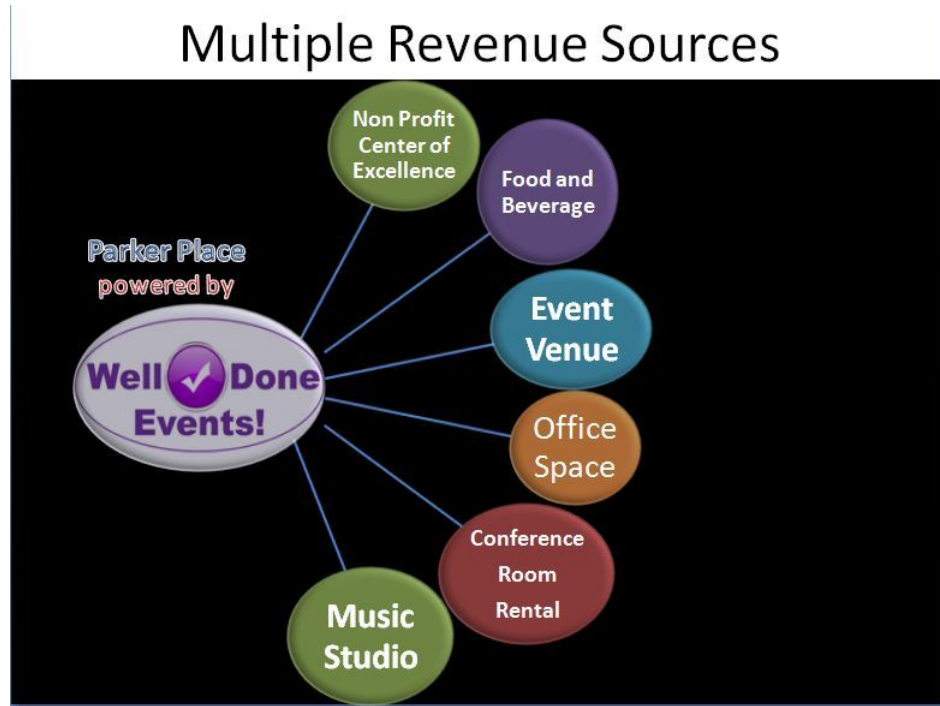 Multiple Revenue Sources
Non Profit
Center of
Excellence
Food and
Beverage
Parker Place
powered by
Well Done
Events!
Event
Venue
Office
Space
Conference
Room
Rental
Music
Studio